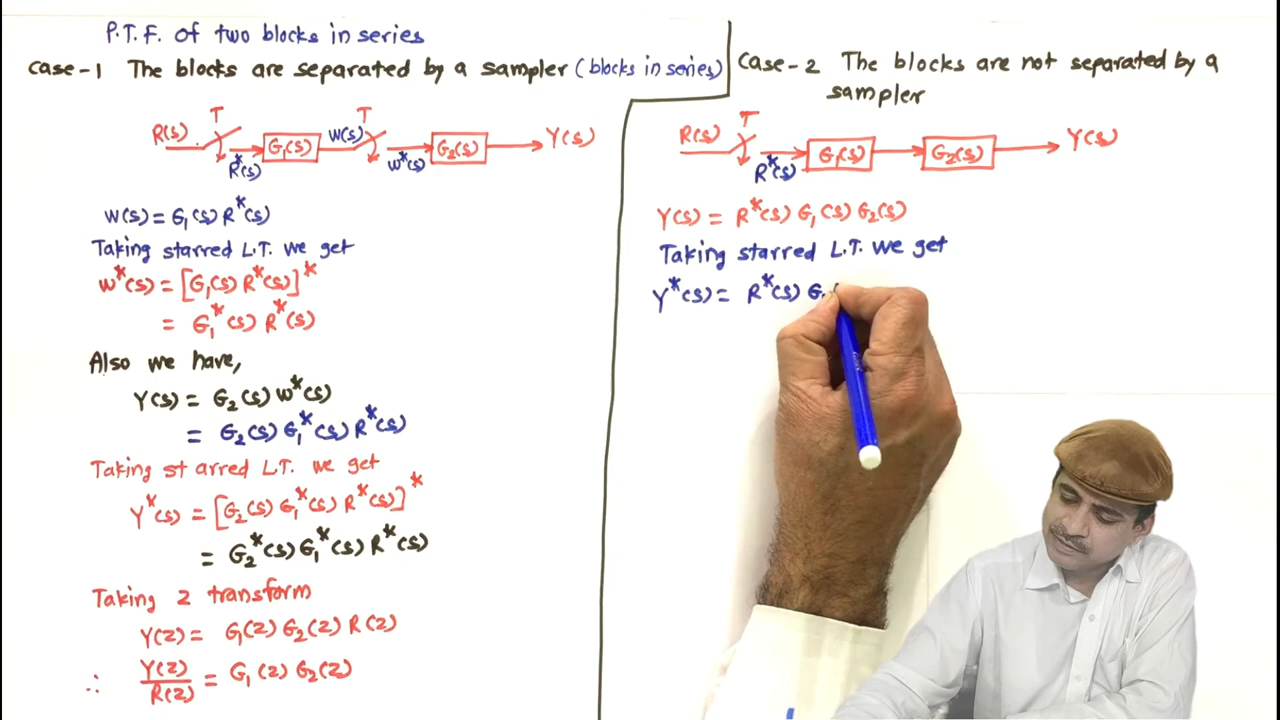 P.T.F. of two blocks in series
Case-1 The blocks are separated by a sampler (blocks in series)
T T
R(s) R*(s) G₁(s) W(s) W*(s) G₂(s) Y(s)
W(s) = G₁(s) R*(s)
Taking starred L.T. we get
W*(s) = [G₁(s) R*(s)]*
= G₁*(s) R*(s)
Also we have,
Y(s) = G₂(s) W*(s)
= G₂(s) G₁*(s) R*(s)
Taking st arred L.T. we get
Y*(s) = [G₂(s) G₁*(s) R*(s)]*
= G₂*(s) G₁*(s) R*(s)
Taking z transform
Y(z) = G₁(z) G₂(z) R(z)
∴ Y(z)/R(z) = G₁(z) G₂(z)
Case-2 The blocks are not separated by a
sampler
T
R(s) R*(s) G₁(s) G₂(s) Y(s)
Y(s) = R*(s) G₁(s) G₂(s)
Taking starred L.T. we get
Y*(s) = R*(s) G